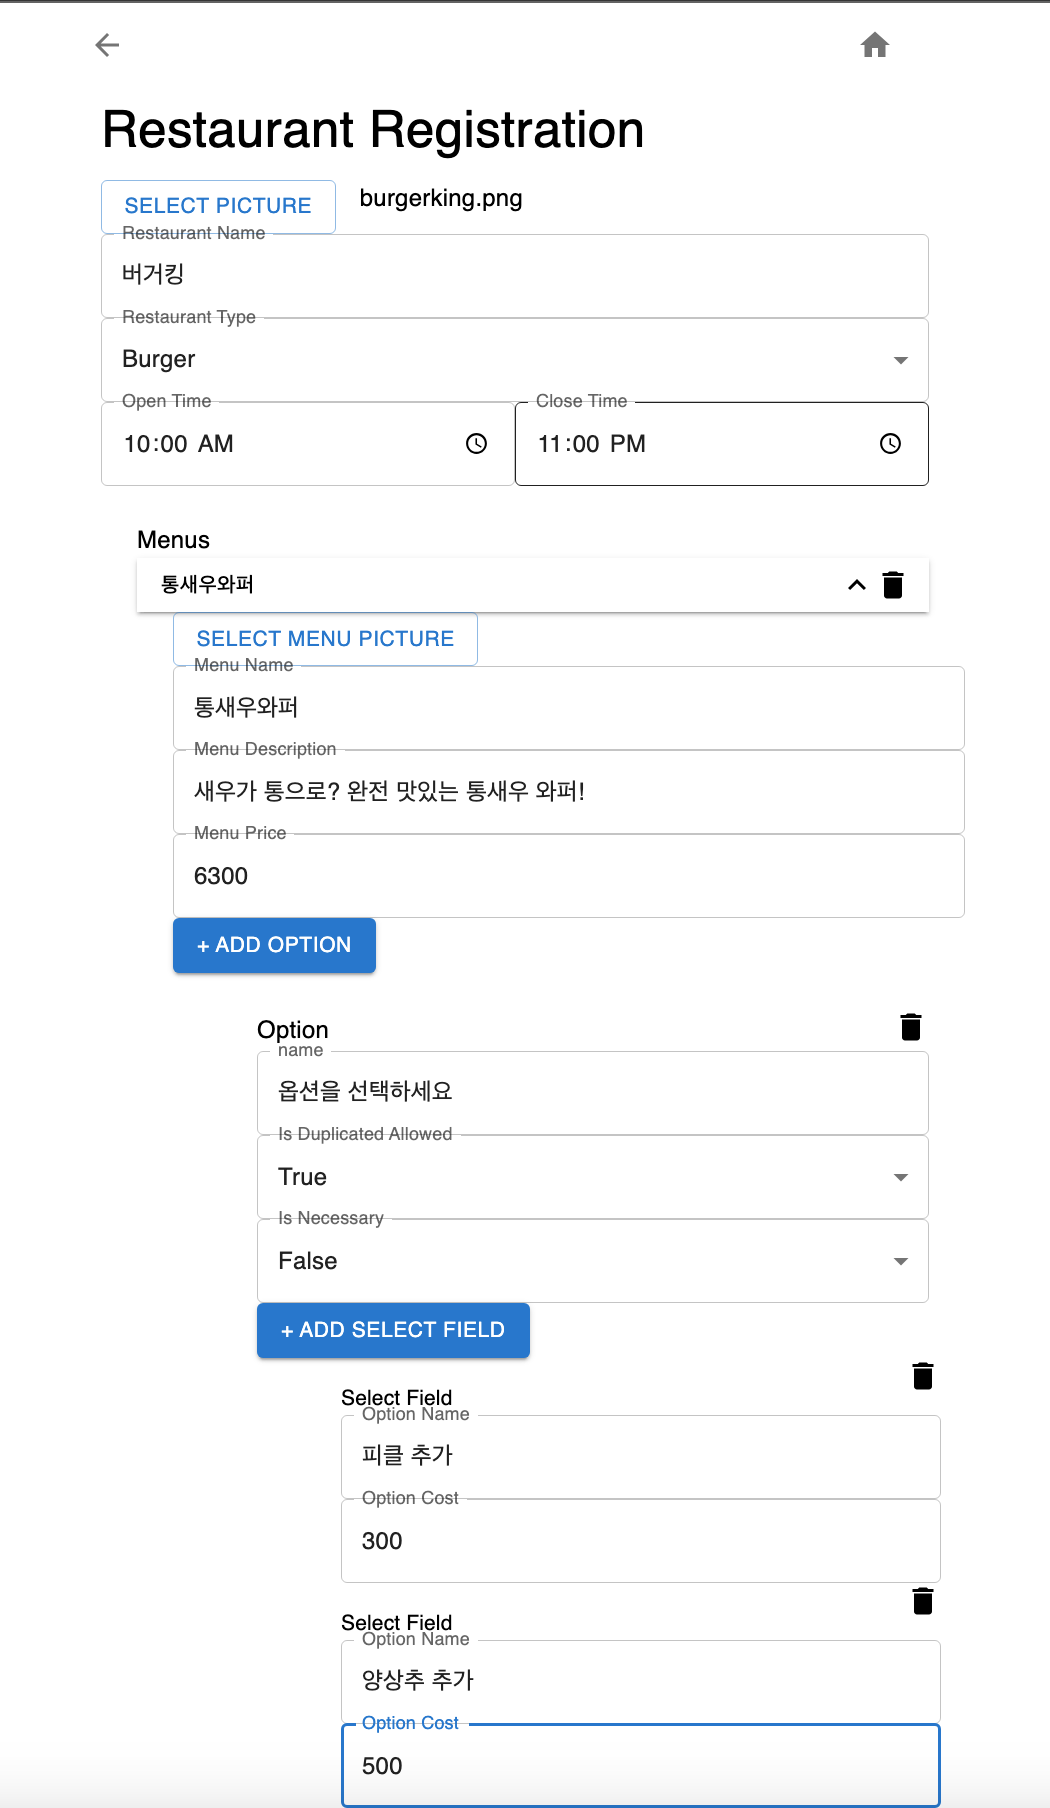 Restaurant Registration
SELECT PICTURE burgerking.png
Restaurant Name
버거킹
Restaurant Type
Burger
Open Time Close Time
10:00 AM 11:00 PM
Menus
통새우와퍼
SELECT MENU PICTURE
Menu Name
통새우와퍼
Menu Description
새우가 통으로? 완전 맛있는 통새우 와퍼!
Menu Price
6300
+ ADD OPTION
Option
name
옵션을 선택하세요
Is Duplicated Allowed
True
Is Necessary
False
+ ADD SELECT FIELD
Select Field
Option Name
피클 추가
Option Cost
300
Select Field
Option Name
양상추 추가
Option Cost
500